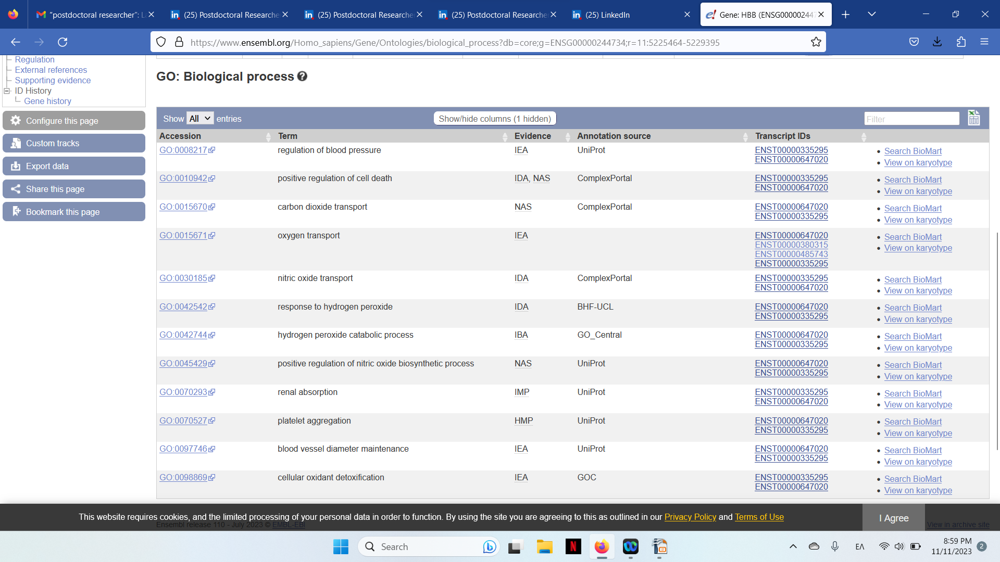 "postdoctoral researcher": L
(25) Postdoctoral Researche
(25) Postdoctoral Researche
(25) Postdoctoral Researche
(25) LinkedIn
Gene: HBB (ENSG00000244
https://www.ensembl.org/Homo_sapiens/Gene/Ontologies/biological_process?db=core;g=ENSG00000244734;r=11:5225464-5229395
Regulation
External references
Supporting evidence
ID History
Gene history
Configure this page
Custom tracks
Export data
Share this page
Bookmark this page
GO: Biological process
Show All entries
Show/hide columns (1 hidden)
Filter
Accession Term Evidence Annotation source Transcript IDs
GO:0008217 regulation of blood pressure IEA UniProt ENST00000335295 Search BioMart
ENST00000647020 View on karyotype
GO:0010942 positive regulation of cell death IDA, NAS ComplexPortal ENST00000335295 Search BioMart
ENST00000647020 View on karyotype
GO:0015670 carbon dioxide transport NAS ComplexPortal ENST00000647020 Search BioMart
ENST00000335295 View on karyotype
GO:0015671 oxygen transport IEA ENST00000647020 Search BioMart
ENST00000380315 View on karyotype
ENST00000485743
ENST00000335295
GO:0030185 nitric oxide transport IDA ComplexPortal ENST00000335295 Search BioMart
ENST00000647020 View on karyotype
GO:0042542 response to hydrogen peroxide IDA BHF-UCL ENST00000647020 Search BioMart
ENST00000335295 View on karyotype
GO:0042744 hydrogen peroxide catabolic process IBA GO_Central ENST00000647020 Search BioMart
ENST00000335295 View on karyotype
GO:0045429 positive regulation of nitric oxide biosynthetic process NAS UniProt ENST00000647020 Search BioMart
ENST00000335295 View on karyotype
GO:0070293 renal absorption IMP UniProt ENST00000335295 Search BioMart
ENST00000647020 View on karyotype
GO:0070527 platelet aggregation HMP UniProt ENST00000647020 Search BioMart
ENST00000335295 View on karyotype
GO:0097746 blood vessel diameter maintenance IEA UniProt ENST00000647020 Search BioMart
ENST00000335295 View on karyotype
GO:0098869 cellular oxidant detoxification IEA GOC ENST00000335295 Search BioMart
ENST00000647020 View on karyotype
This website requires cookies, and the limited processing of your personal data in order to function. By using the site you are agreeing to this as outlined in our Privacy Policy and Terms of Use
I Agree
Ensembl release 110 - July 2023 © EMBL-EBI
View in archive site
Search
ΕΛ
8:59 PM
11/11/2023
2